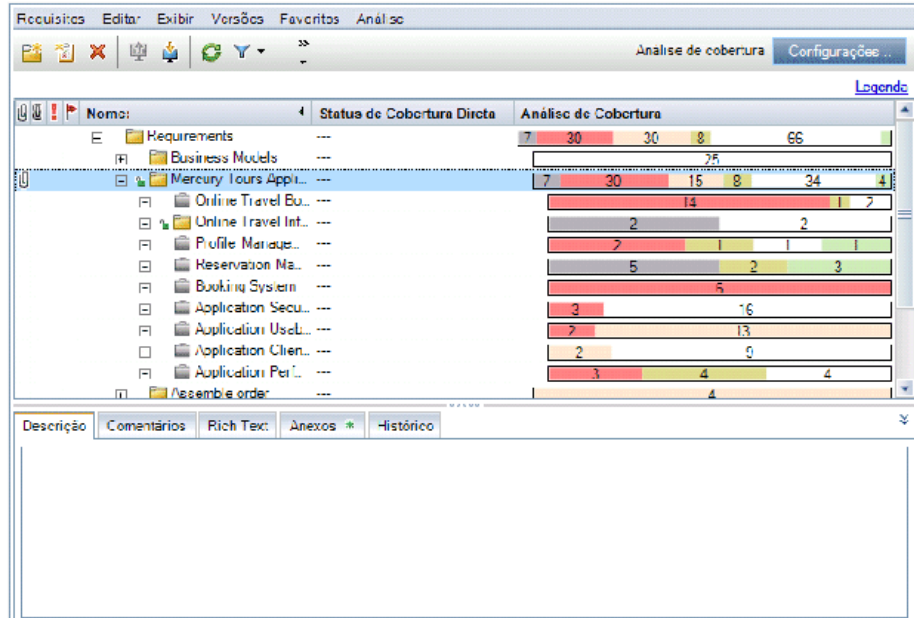 Requisitos Editar Exibir Versões Favoritos Análise
Análise de cobertura Configurações ...
Legenda
Nome: Status de Cobertura Direta Análise de Cobertura
Requirements --- 7 30 30 8 66
Business Models --- 25
Mercury Tours Appli... --- 7 30 15 8 34 4
Online Travel Bo... --- 14 1 2
Online Travel Inf... --- 2 2
Profile Manage... --- 2 1 1 1
Reservation Ma... --- 5 2 3
Booking System ---
Application Secu... --- 3 16
Application Usab... --- 2 13
Application Clien... --- 2 9
Application Perf... --- 3 4 4
Assemble order --- 4
Descrição Comentários Rich Text Anexos * Histórico